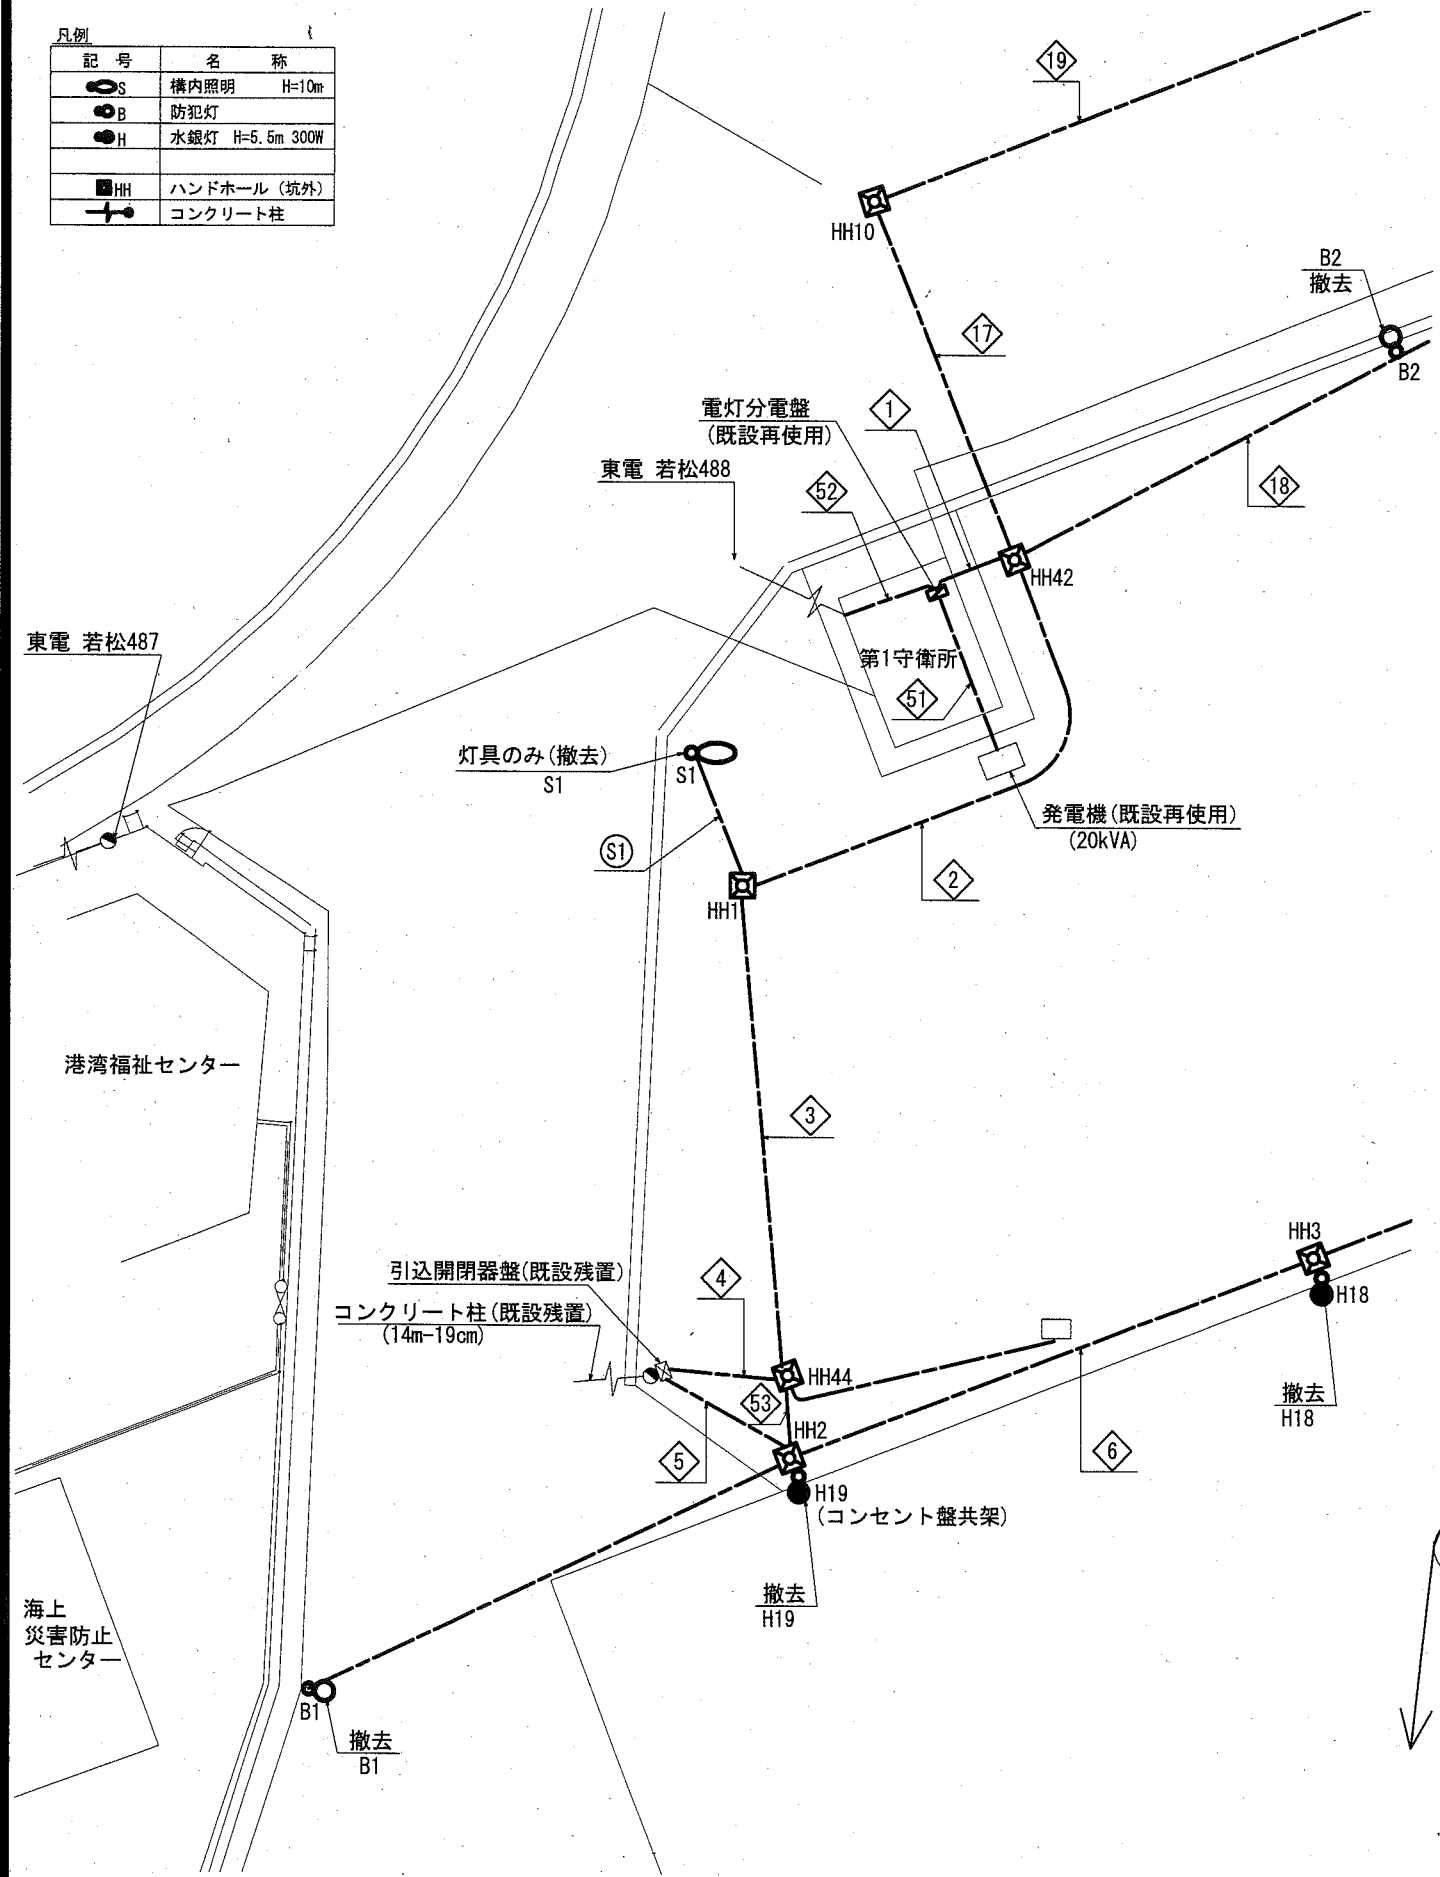 凡例
記 号 名 称
S 構内照明 H=10m
B 防犯灯
H 水銀灯 H=5.5m 300W
HH ハンドホール (坑外)
コンクリート柱
19
HH10
B2
撤去
17
B2
電灯分電盤
(既設再使用)
1
東電 若松488
52
18
HH42
東電 若松487
第1守衛所
51
灯具のみ(撤去)
S1
S1
発電機(既設再使用)
(20kVA)
S1
2
HH1
港湾福祉センター
3
HH3
引込開閉器盤(既設残置)
4
コンクリート柱(既設残置)
(14m-19cm)
H18
HH44
撤去
H18
53
HH2
5
6
H19
(コンセント盤共架)
撤去
H19
海上
災害防止
センター
B1
撤去
B1